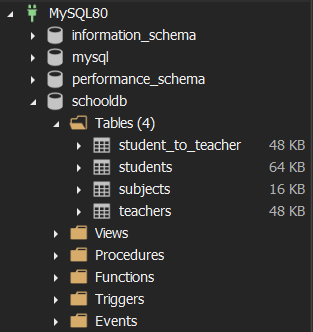 MySQL80
information_schema
mysql
performance_schema
schooldb
Tables (4)
student_to_teacher 48 KB
students 64 KB
subjects 16 KB
teachers 48 KB
Views
Procedures
Functions
Triggers
Events